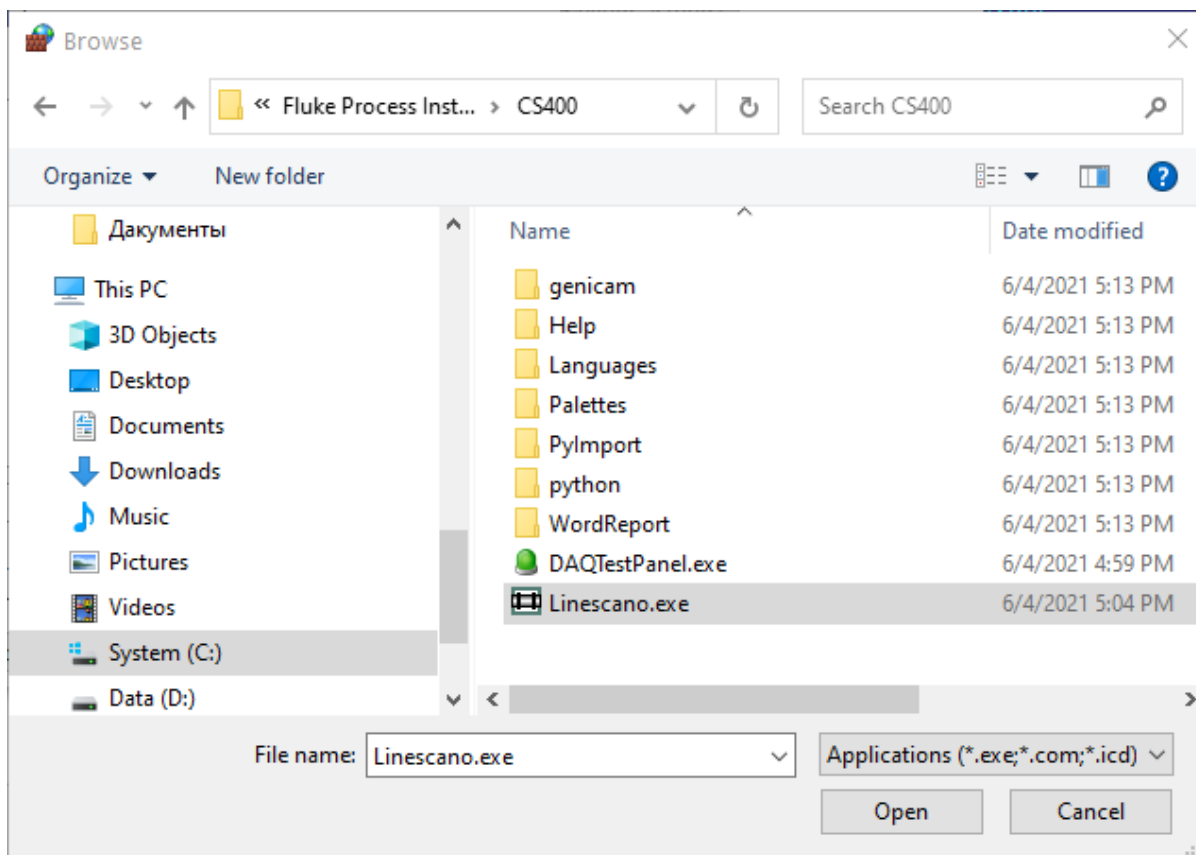 Browse
« Fluke Process Inst... › CS400
Search CS400
Organize
New folder
Дакументы
This PC
3D Objects
Desktop
Documents
Downloads
Music
Pictures
Videos
System (C:)
Data (D:)
Name Date modified
genicam 6/4/2021 5:13 PM
Help 6/4/2021 5:13 PM
Languages 6/4/2021 5:13 PM
Palettes 6/4/2021 5:13 PM
PyImport 6/4/2021 5:13 PM
python 6/4/2021 5:13 PM
WordReport 6/4/2021 5:13 PM
DAQTestPanel.exe 6/4/2021 4:59 PM
Linescano.exe 6/4/2021 5:04 PM
File name: Linescano.exe
Applications (*.exe;*.com;*.icd)
Open
Cancel